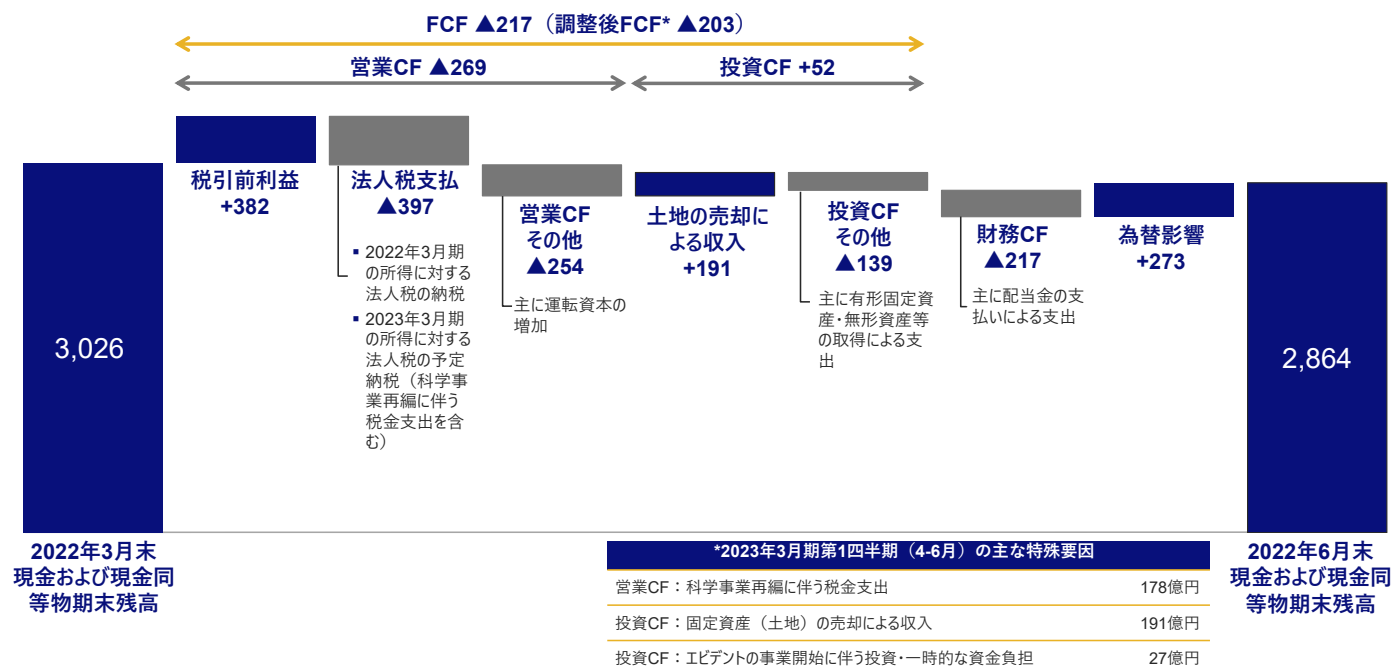 FCF ▲217（調整後FCF* ▲203）
営業CF ▲269
投資CF +52
3,026
2022年3月末
現金および現金同
等物期末残高
税引前利益
+382
法人税支払
▲397
▪ 2022年3月期
の所得に対する
法人税の納税
▪ 2023年3月期
の所得に対する
法人税の予定
納税（科学事
業再編に伴う
税金支出を含
む）
営業CF
その他
▲254
主に運転資本の
増加
土地の売却に
よる収入
+191
投資CF
その他
▲139
主に有形固定資
産・無形資産等
の取得による支
出
財務CF
▲217
主に配当金の支
払いによる支出
為替影響
+273
2,864
2022年6月末
現金および現金同
等物期末残高
*2023年3月期第1四半期（4-6月）の主な特殊要因
営業CF：科学事業再編に伴う税金支出 178億円
投資CF：固定資産（土地）の売却による収入 191億円
投資CF：エビデントの事業開始に伴う投資・一時的な資金負担 27億円